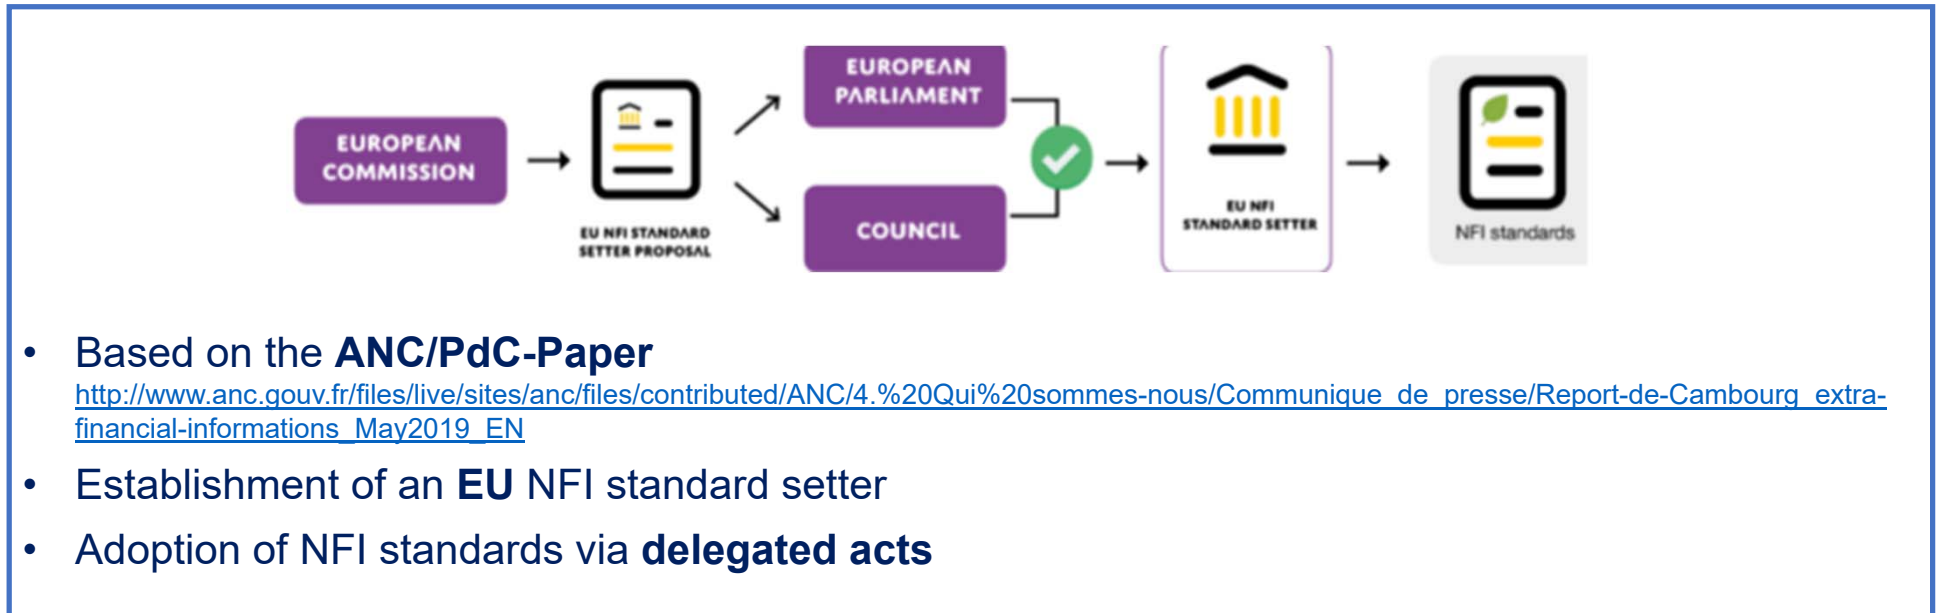 EUROPEAN
COMMISSION
EU NFI STANDARD
SETTER PROPOSAL
EUROPEAN
PARLIAMENT
COUNCIL
EU NFI
STANDARD SETTER
NFI standards
• Based on the ANC/PdC-Paper
http://www.anc.gouv.fr/files/live/sites/anc/files/contributed/ANC/4.%20Qui%20sommes-nous/Communique_de_presse/Report-de-Cambourg_extra-
financial-informations_May2019_EN
• Establishment of an EU NFI standard setter
• Adoption of NFI standards via delegated acts